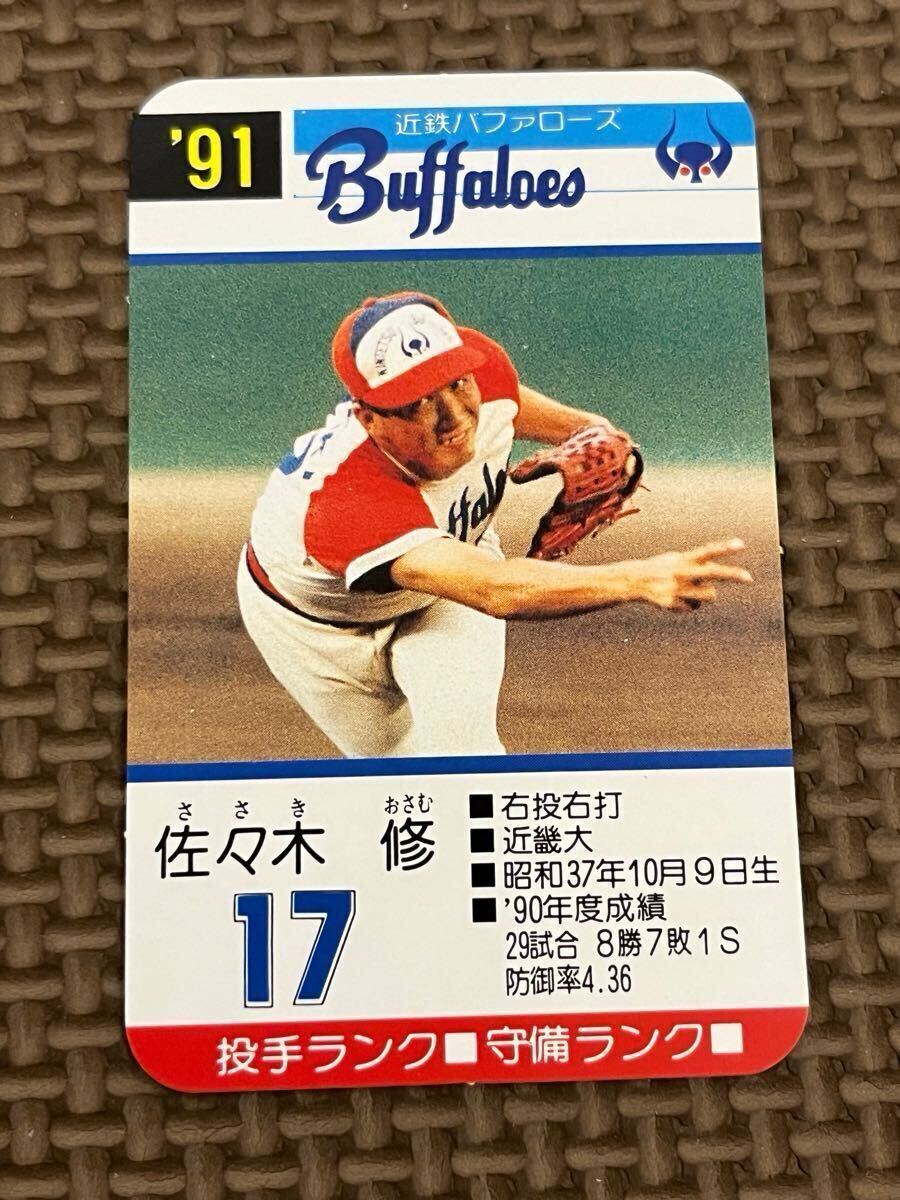 '91
近鉄バファローズ
Buffaloes
ささき おさむ
佐々木 修
17
■右投右打
■近畿大
■昭和37年10月9日生
■'90年度成績
29試合 8勝7敗1S
防御率4.36
投手ランク□守備ランク□